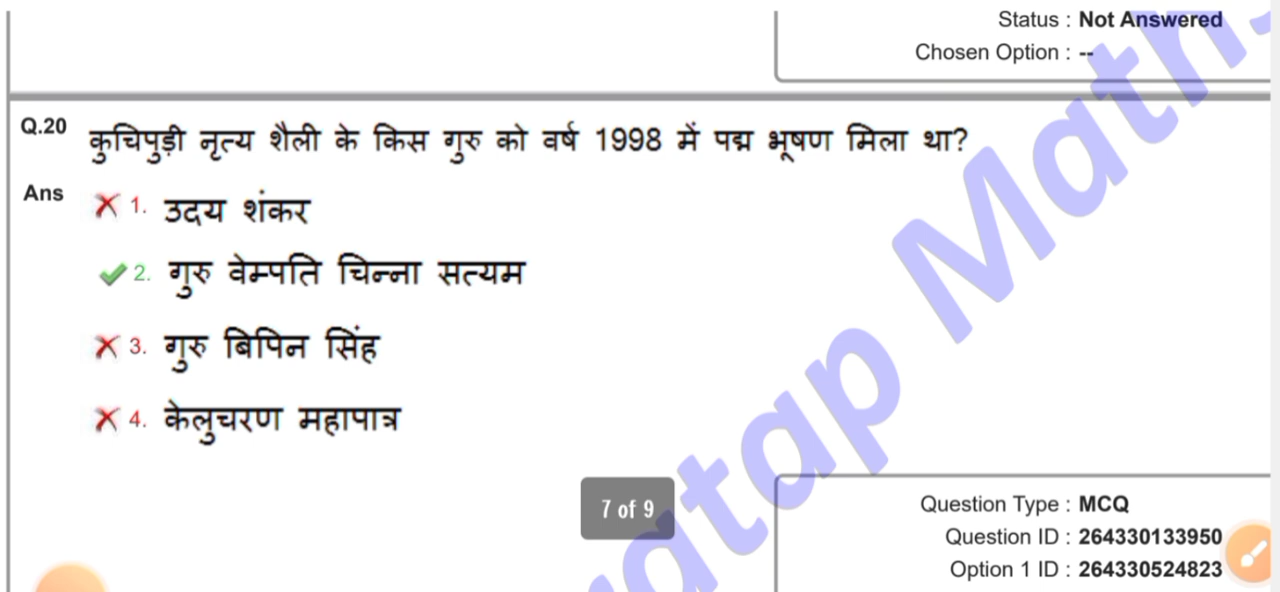 Status : Not Answered
Chosen Option : --
Q.20 कुचिपुड़ी नृत्य शैली के किस गुरु को वर्ष 1998 में पद्म भूषण मिला था?
Ans 1. उदय शंकर
2. गुरु वेम्पति चिन्ना सत्यम
3. गुरु बिपिन सिंह
4. केलुचरण महापात्र
7 of 9
Question Type : MCQ
Question ID : 264330133950
Option 1 ID : 264330524823